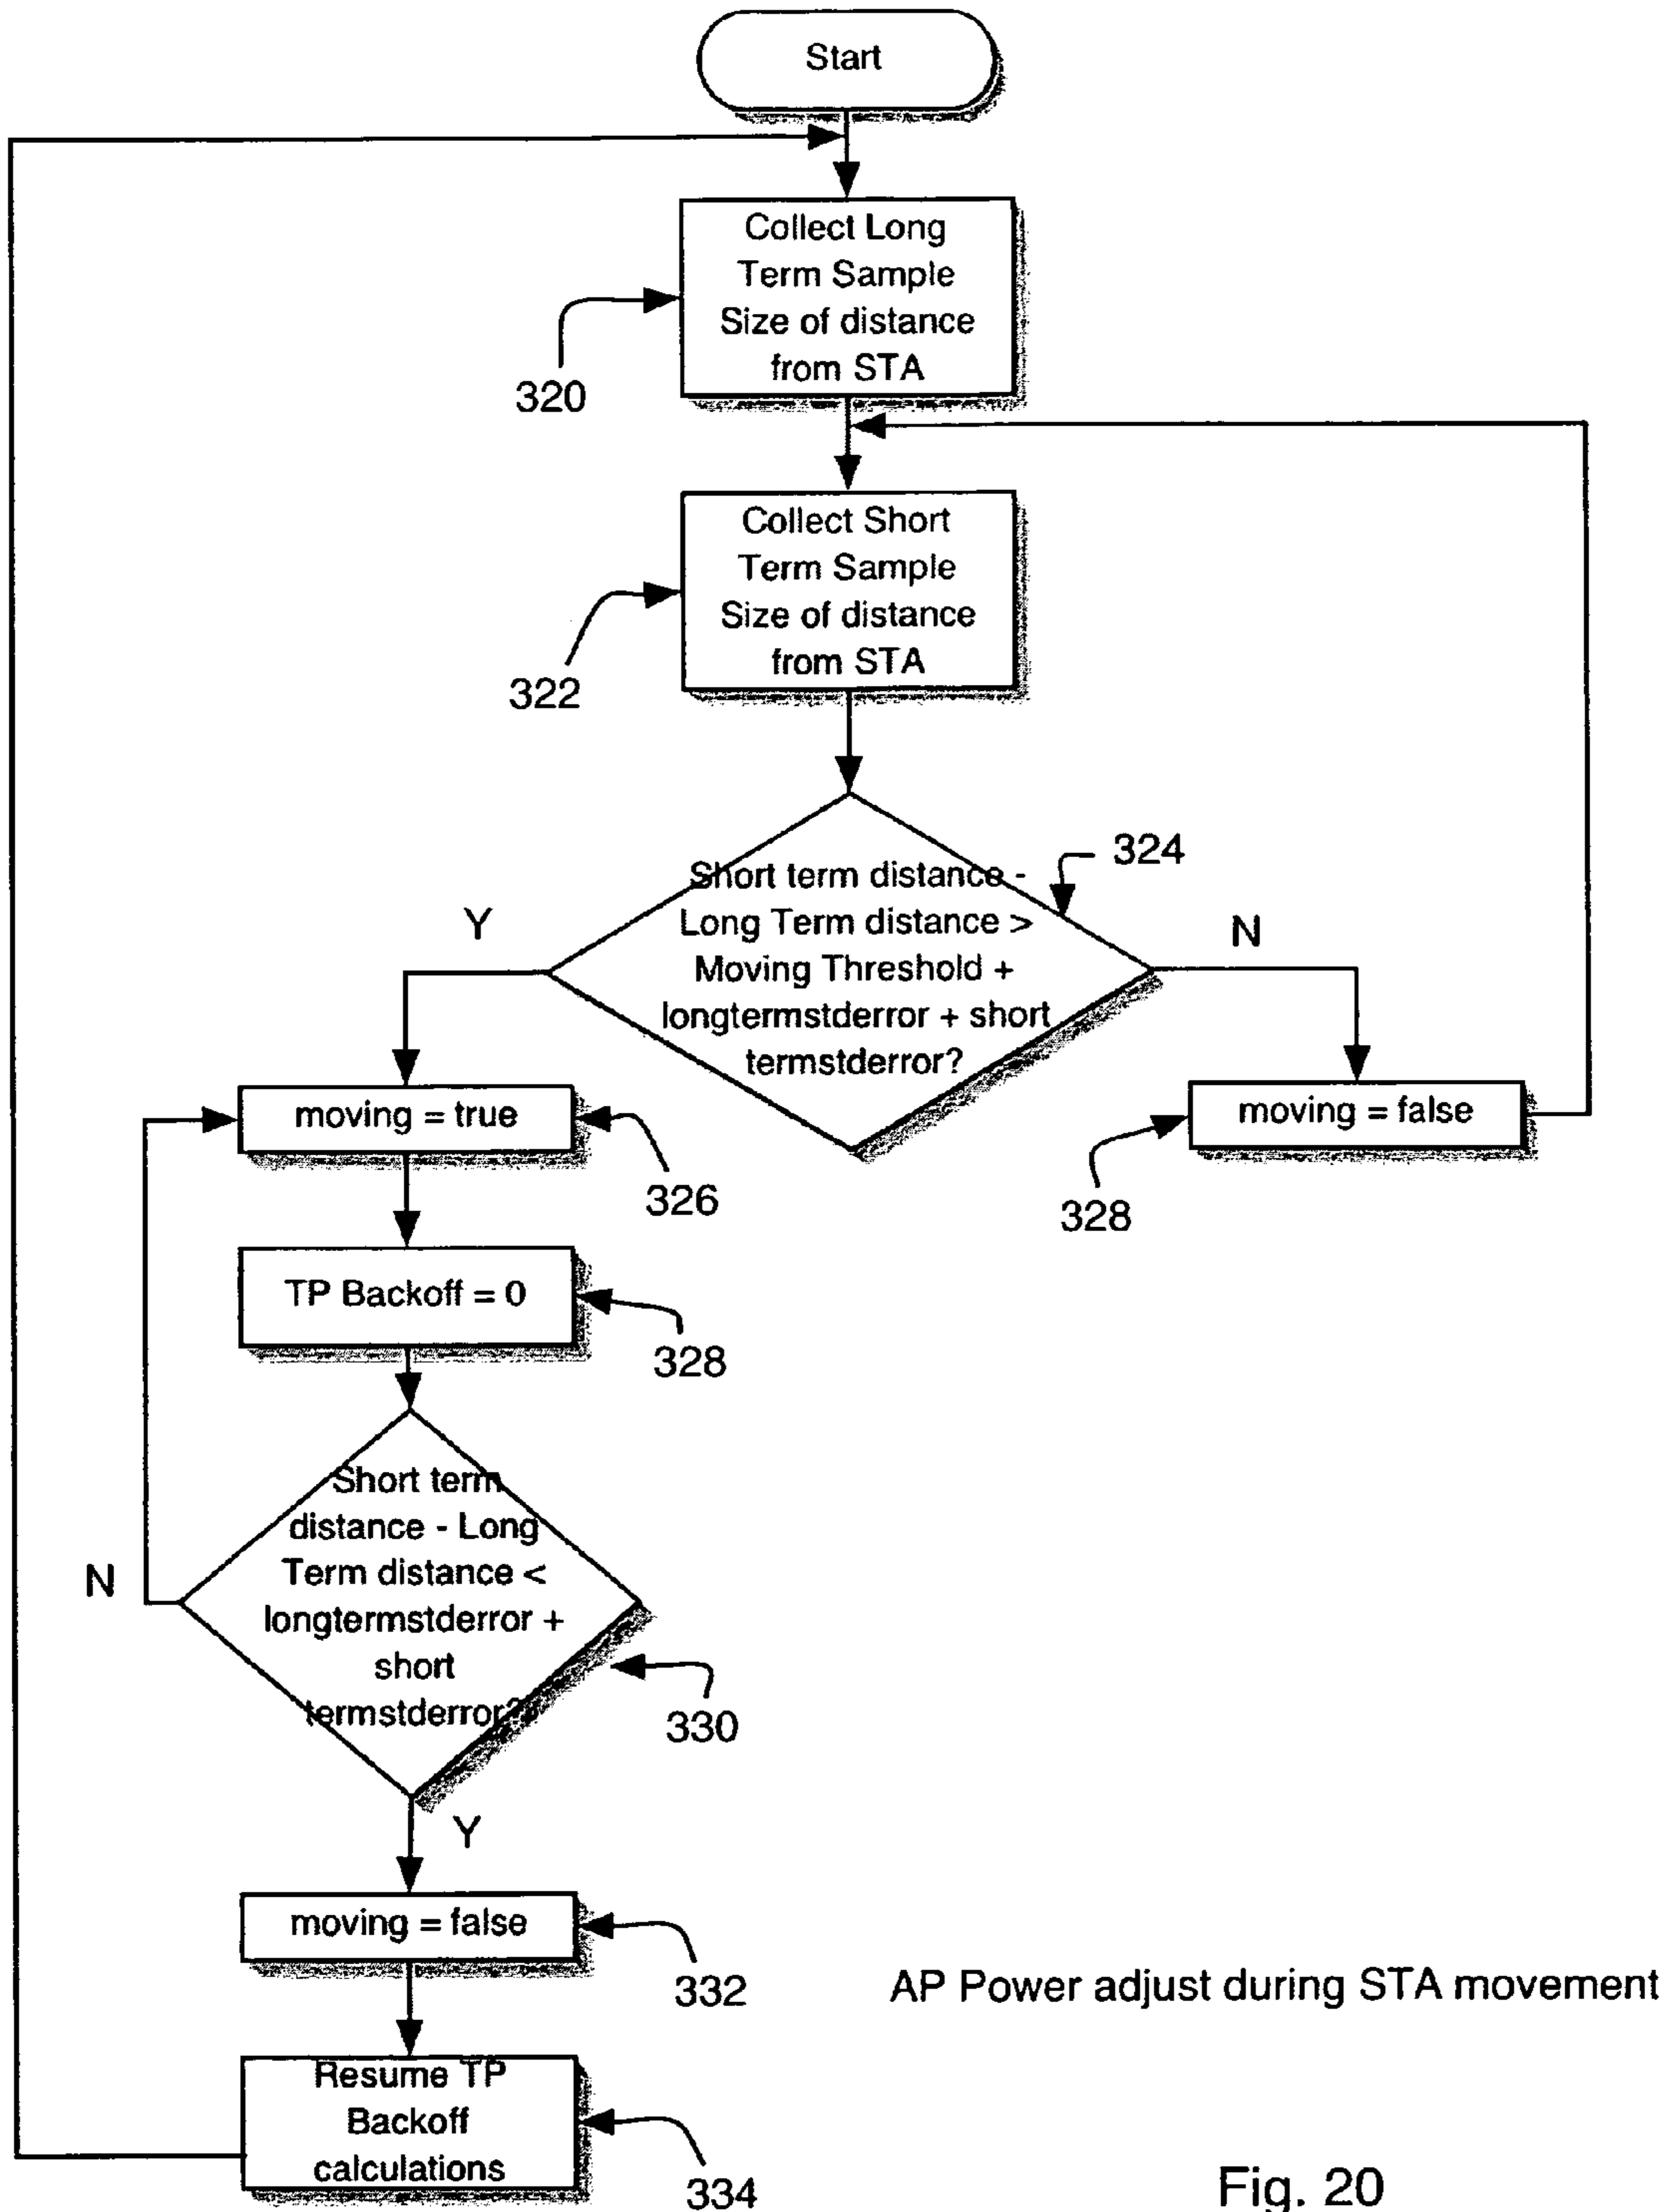 Start
Collect Long
Term Sample
Size of distance
from STA
320
Collect Short
Term Sample
Size of distance
from STA
322
Short term distance -
Long Term distance >
Moving Threshold +
longtermstderror + short
termstderror?
324
Y
N
moving = true
326
moving = false
328
TP Backoff = 0
328
Short term
distance - Long
Term distance <
longtermstderror +
short
termstderror?
N
330
Y
moving = false
332
AP Power adjust during STA movement
Resume TP
Backoff
calculations
334
Fig. 20